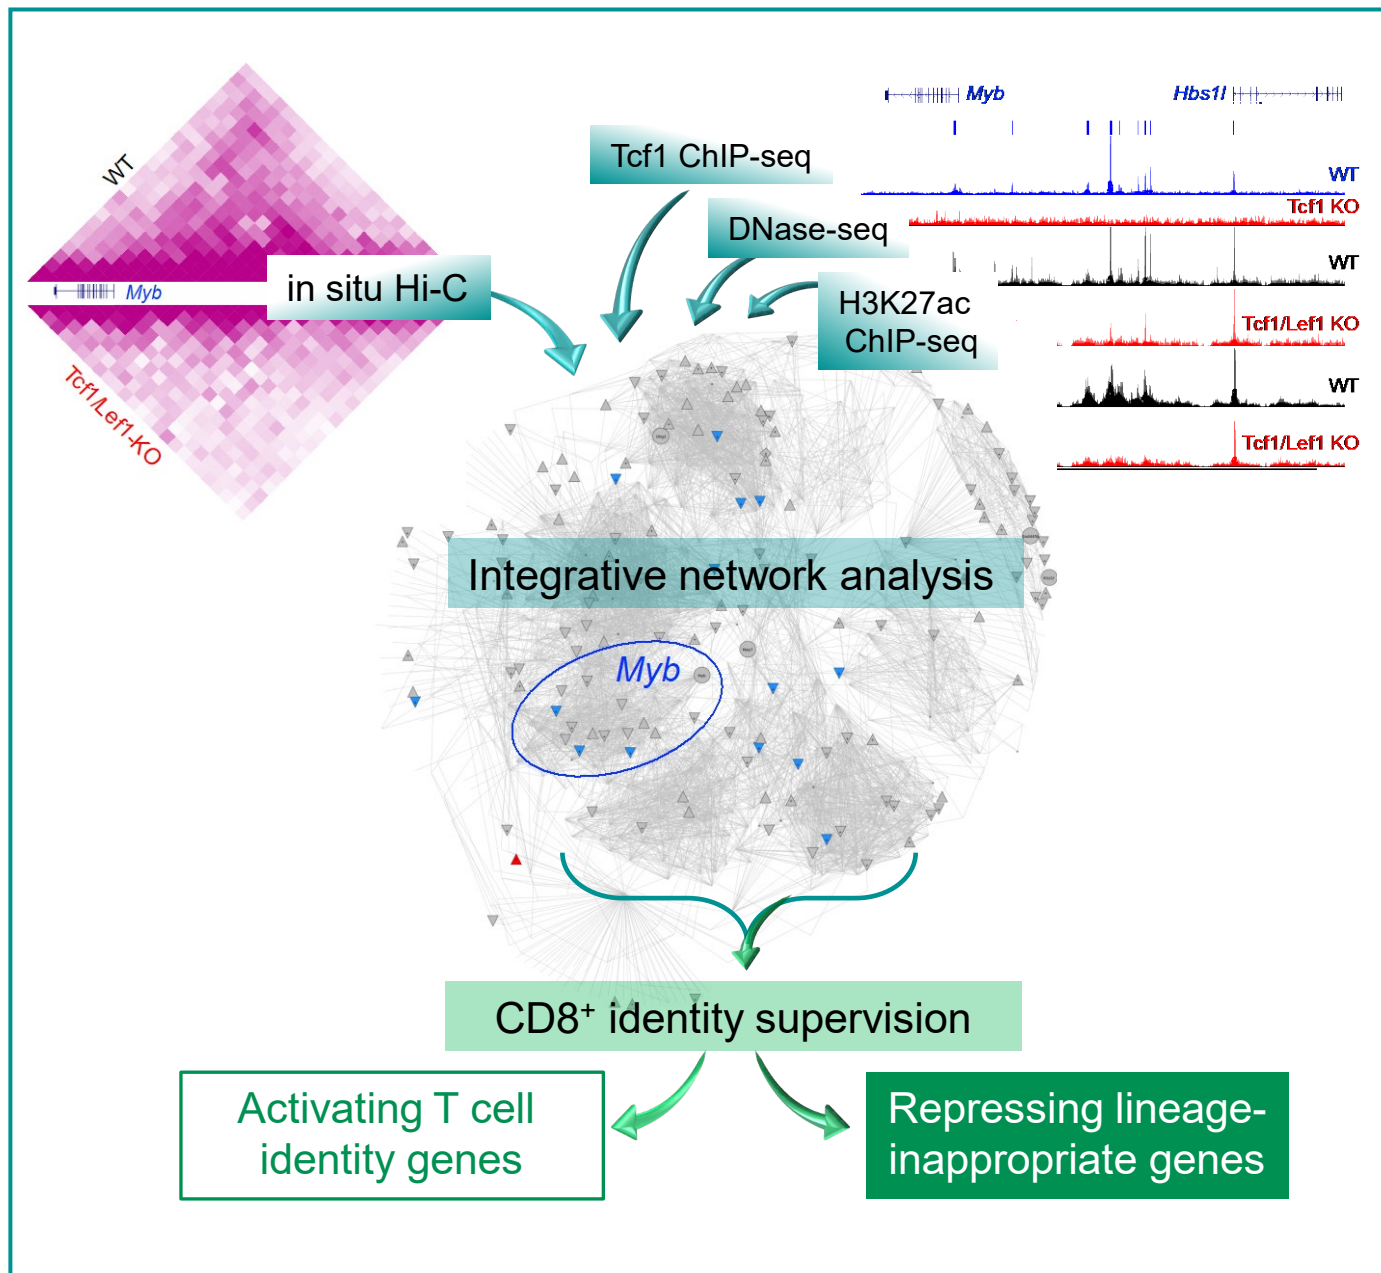 WT
Myb
Tcf1/Lef1-KO
in situ Hi-C
Tcf1 ChIP-seq
DNase-seq
H3K27ac
ChIP-seq
Myb
Hbs1l
WT
Tcf1 KO
WT
Tcf1/Lef1 KO
WT
Tcf1/Lef1 KO
Integrative network analysis
Myb
CD8⁺ identity supervision
Activating T cell
identity genes
Repressing lineage-
inappropriate genes